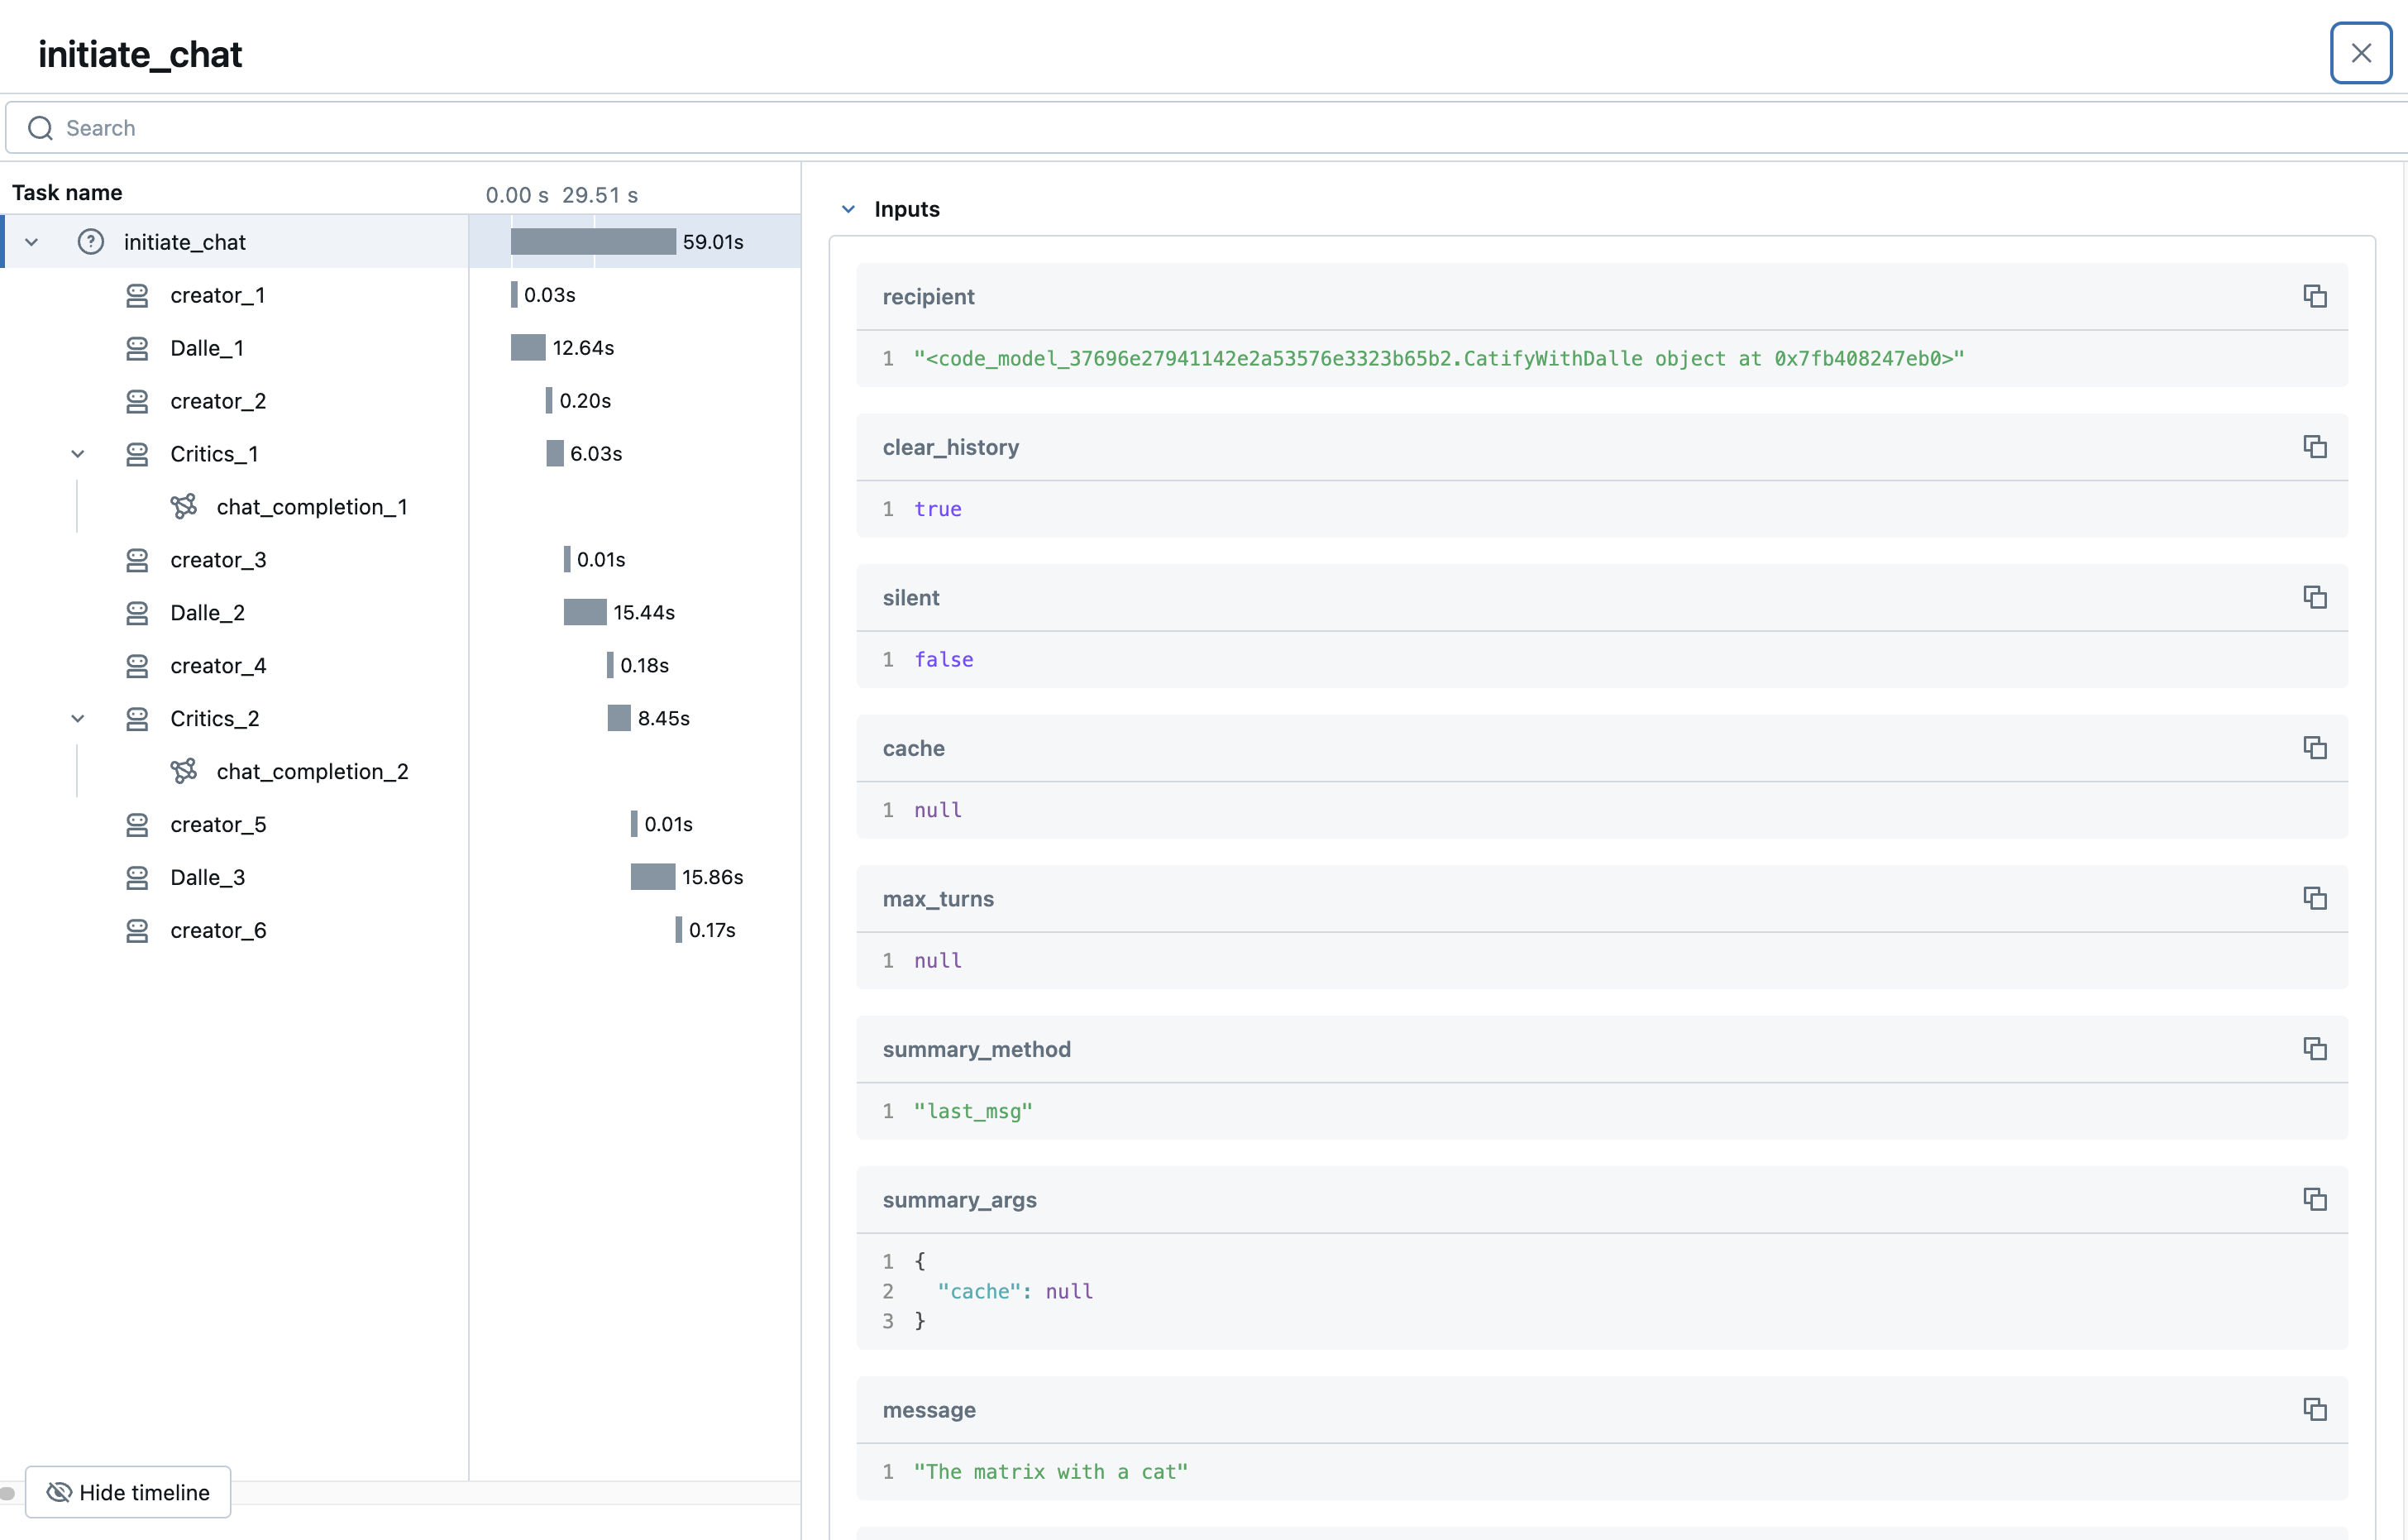 initiate_chat
Search
Task name 0.00 s 29.51 s
initiate_chat 59.01s
creator_1 0.03s
Dalle_1 12.64s
creator_2 0.20s
Critics_1 6.03s
chat_completion_1
creator_3 0.01s
Dalle_2 15.44s
creator_4 0.18s
Critics_2 8.45s
chat_completion_2
creator_5 0.01s
Dalle_3 15.86s
creator_6 0.17s
Hide timeline
Inputs
recipient
1 "<code_model_37696e27941142e2a53576e3323b65b2.CatifyWithDalle object at 0x7fb408247eb0>"
clear_history
1 true
silent
1 false
cache
1 null
max_turns
1 null
summary_method
1 "last_msg"
summary_args
1 {
2 "cache": null
3 }
message
1 "The matrix with a cat"